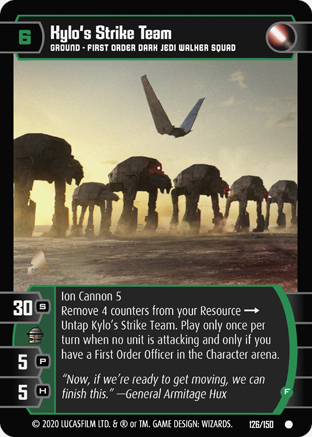 6 Kylo's Strike Team
GROUND - FIRST ORDER DARK JEDI WALKER SQUAD
30 S
5 P
5 H
Ion Cannon 5
Remove 4 counters from your Resource →
Untap Kylo's Strike Team. Play only once per
turn when no unit is attacking and only if you
have a First Order Officer in the Character arena.
"Now, if we're ready to get moving, we can
finish this." —General Armitage Hux
F
© 2020 LUCASFILM LTD. & ® or TM. GAME DESIGN: WIZARDS. 126/150